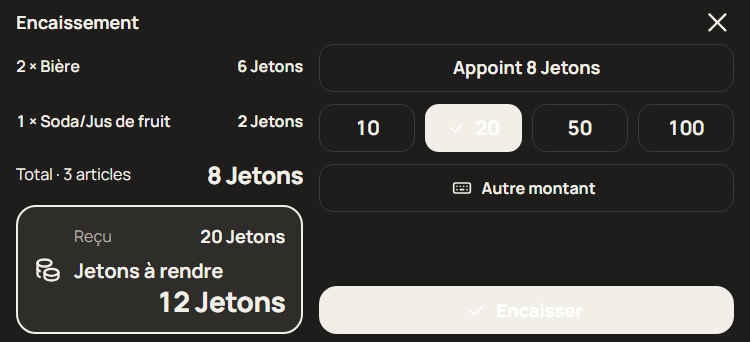 Encaissement
2 × Bière 6 Jetons
1 × Soda/Jus de fruit 2 Jetons
Total · 3 articles 8 Jetons
Reçu 20 Jetons
Jetons à rendre
12 Jetons
Appoint 8 Jetons
10 20 50 100
Autre montant
Encaisser